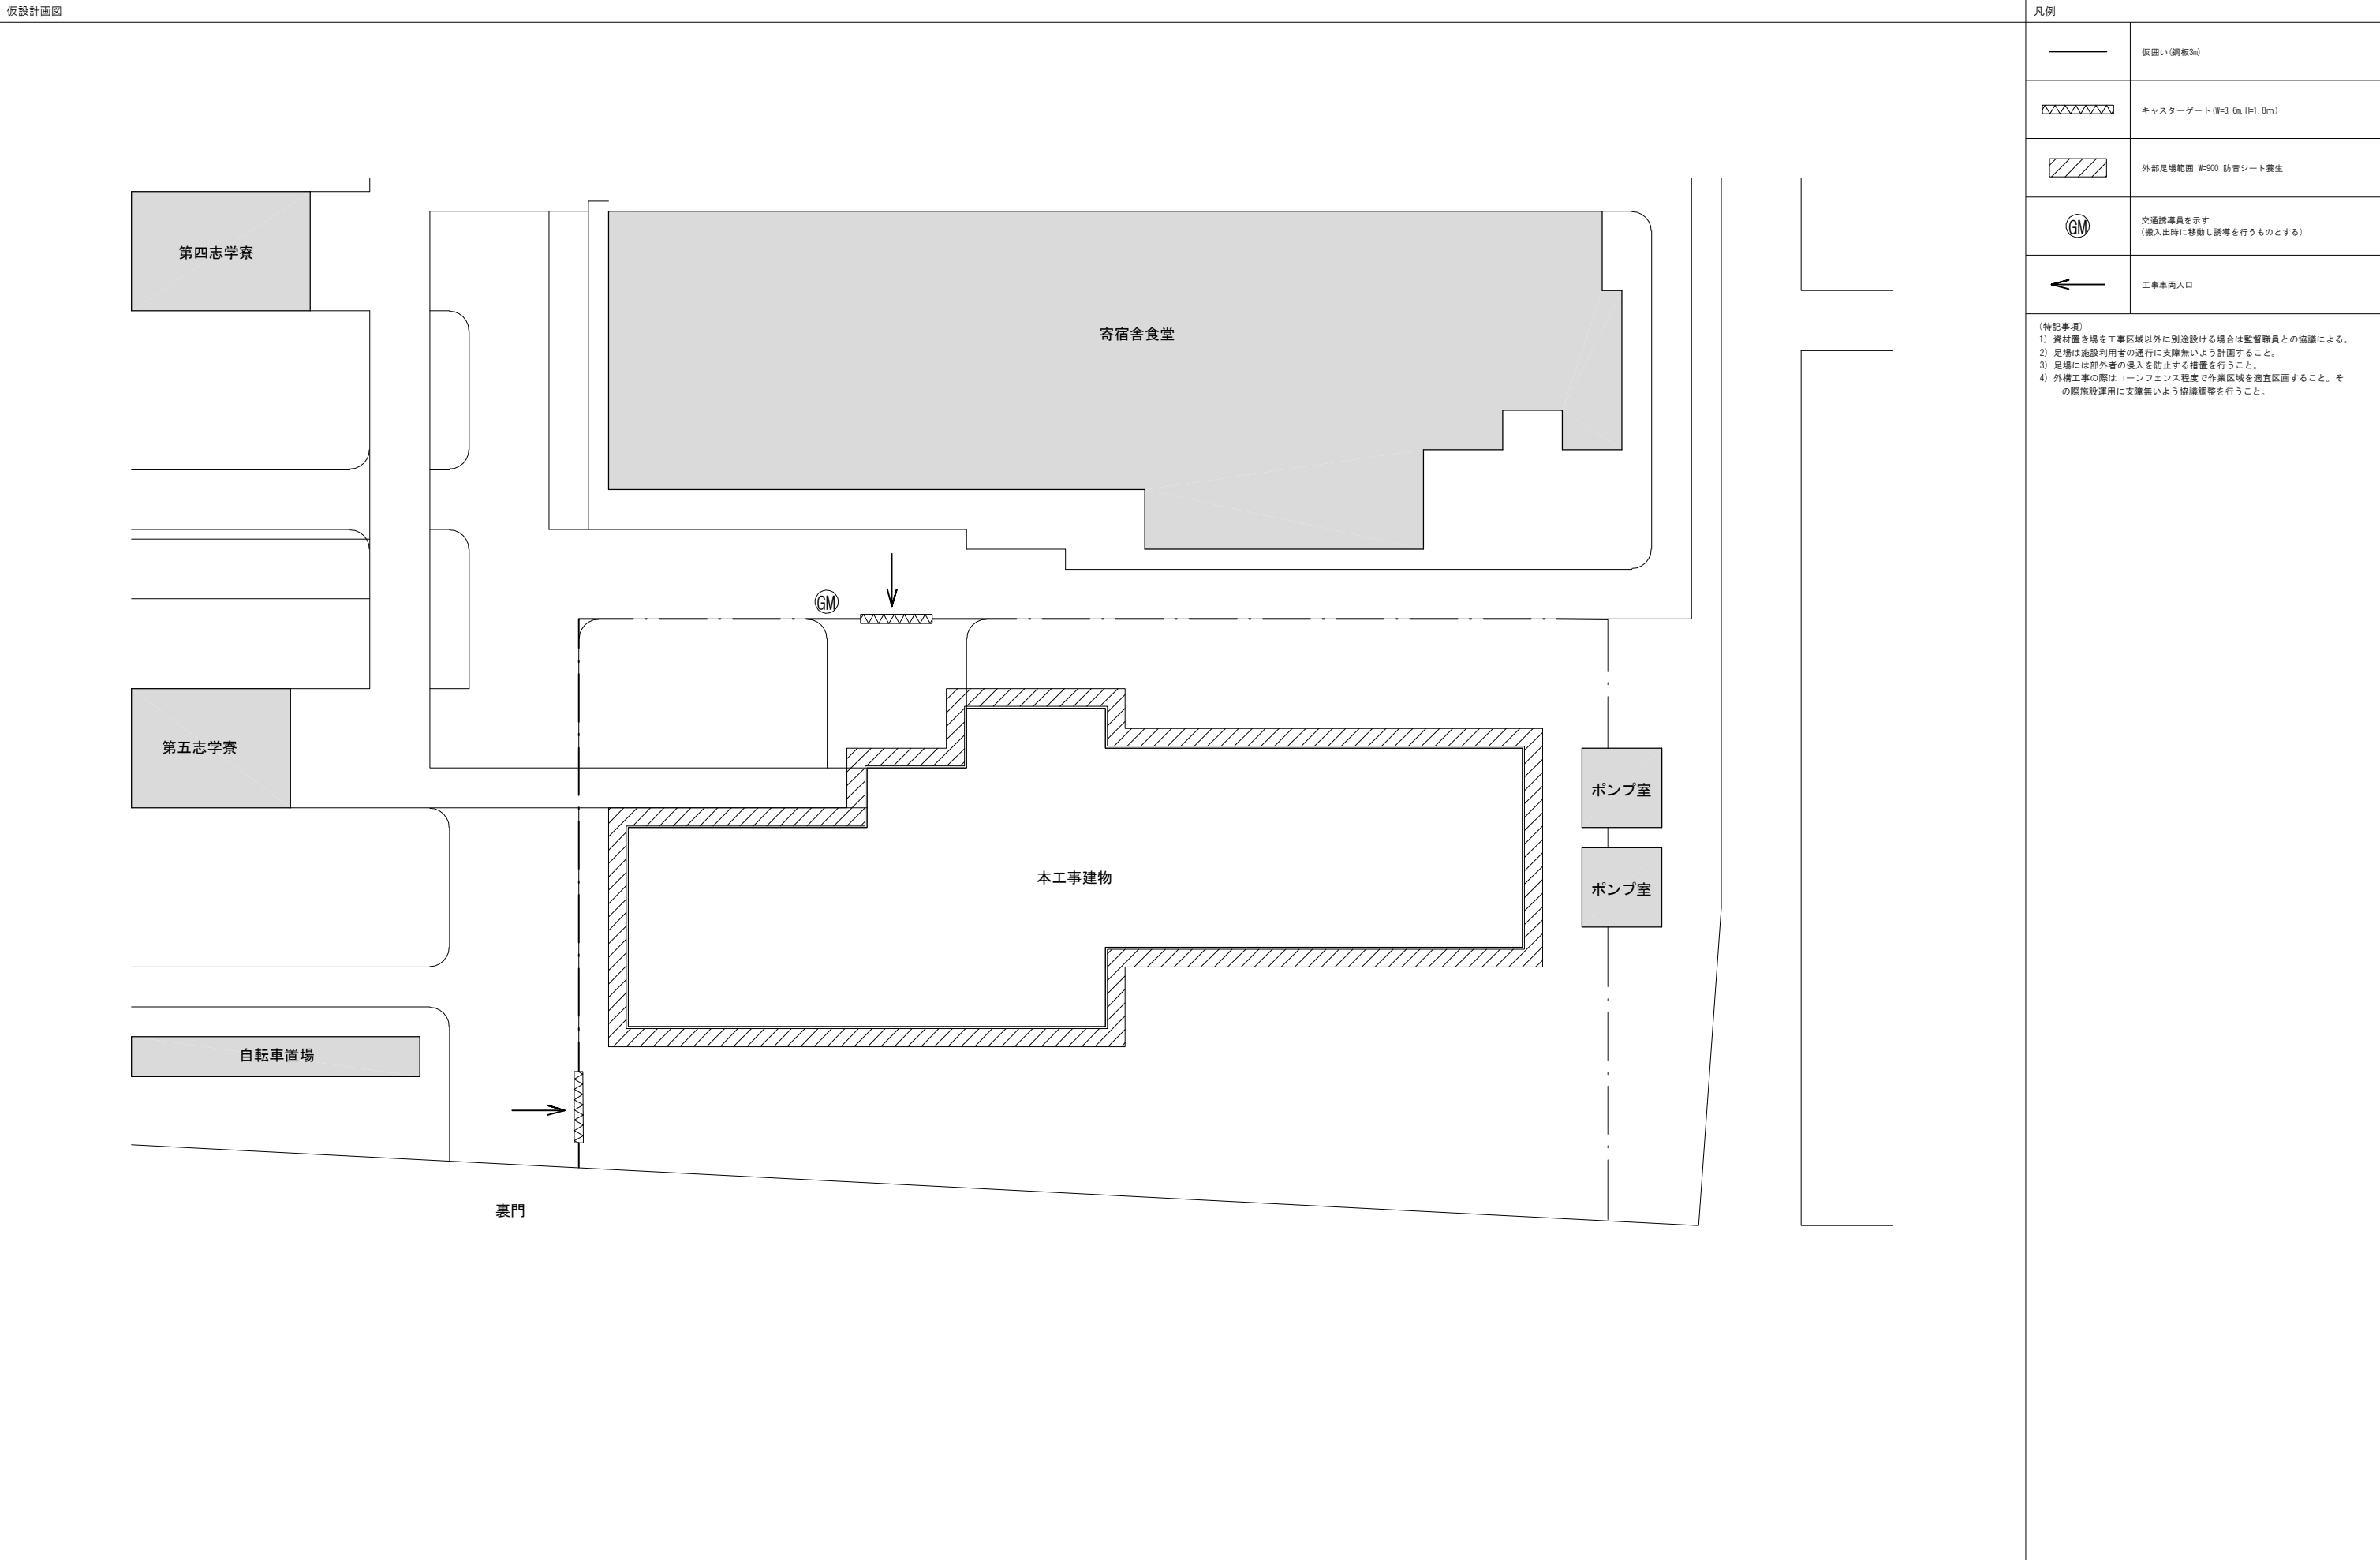 仮設計画図
凡例
仮囲い(鋼板3m)
キャスターゲート(W=3.6m,H=1.8m)
外部足場範囲 W=900 防音シート養生
GM
交通誘導員を示す
(搬入出時に移動し誘導を行うものとする)
工事車両入口
(特記事項)
1) 資材置き場を工事区域以外に別途設ける場合は監督職員との協議による。
2) 足場は施設利用者の通行に支障無いよう計画すること。
3) 足場には部外者の侵入を防止する措置を行うこと。
4) 外構工事の際はコーンフェンス程度で作業区域を適宜区画すること。そ
の際施設運用に支障無いよう協議調整を行うこと。
第四志学寮
寄宿舎食堂
GM
第五志学寮
ポンプ室
本工事建物
ポンプ室
自転車置場
裏門